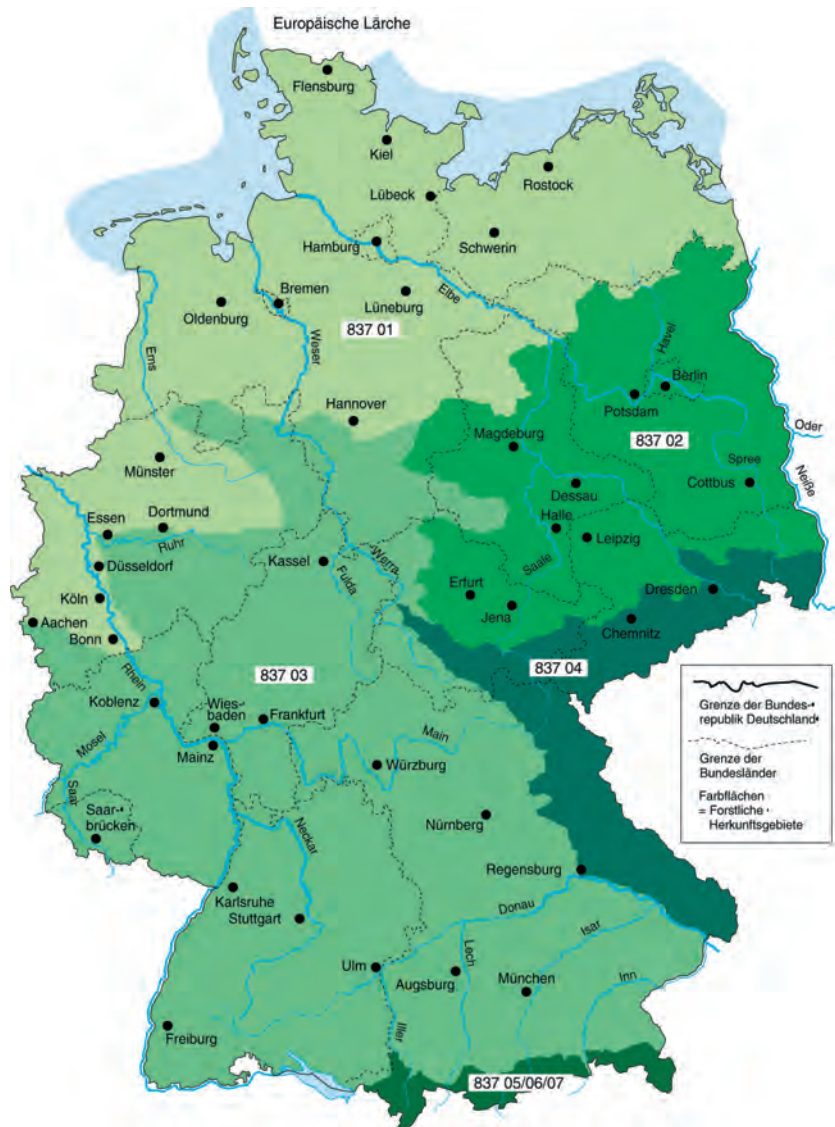 Europäische Lärche
Flensburg
Kiel
Rostock
Lübeck
Schwerin
Hamburg
Elbe
Bremen
Lüneburg
Oldenburg
837 01
Weser
Ems
Havel
Berlin
Hannover
Potsdam
Oder
Magdeburg
837 02
Münster
Spree
Neiße
Cottbus
Dessau
Essen
Dortmund
Halle
Leipzig
Ruhr
Kassel
Werra
Düsseldorf
Fulda
Saale
Erfurt
Dresden
Köln
Jena
Aachen
Chemnitz
Bonn
837 04
Rhein
837 03
Koblenz
Wies-
baden
Frankfurt
Main
Mosel
Mainz
Würzburg
Saar
Saar-
brücken
Neckar
Nürnberg
Regensburg
Karlsruhe
Stuttgart
Donau
Isar
Lech
Ulm
Augsburg
München
Inn
Freiburg
Iller
837 05/06/07
Grenze der Bundes-
republik Deutschland
Grenze der
Bundesländer
Farbflächen
= Forstliche
Herkunftsgebiete